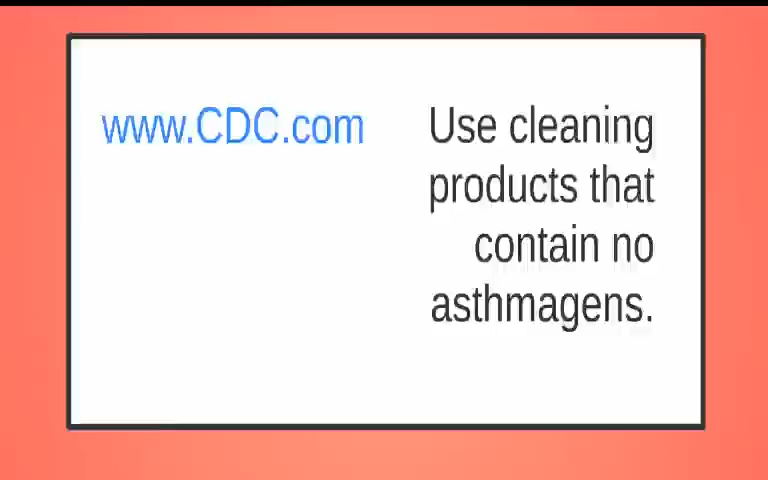 www.CDC.com
Use cleaning
products that
contain no
asthmagens.